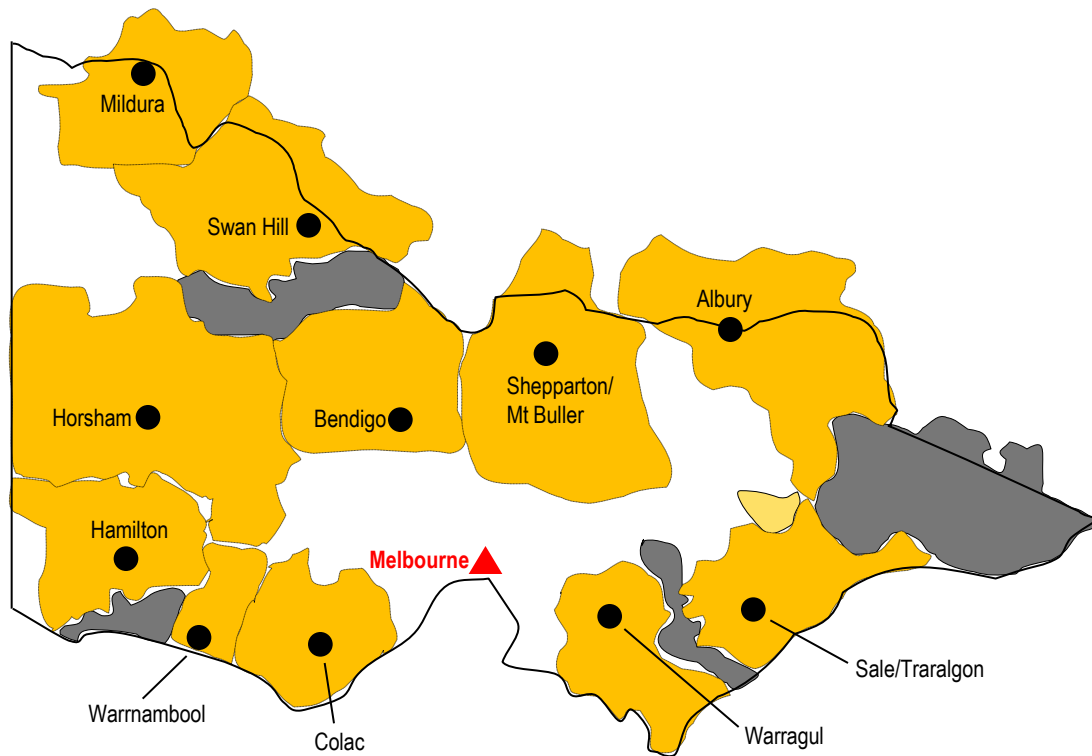 Mildura
Swan Hill
Albury
Shepparton/
Mt Buller
Horsham
Bendigo
Hamilton
Melbourne
Sale/Traralgon
Warrnambool
Colac
Warragul